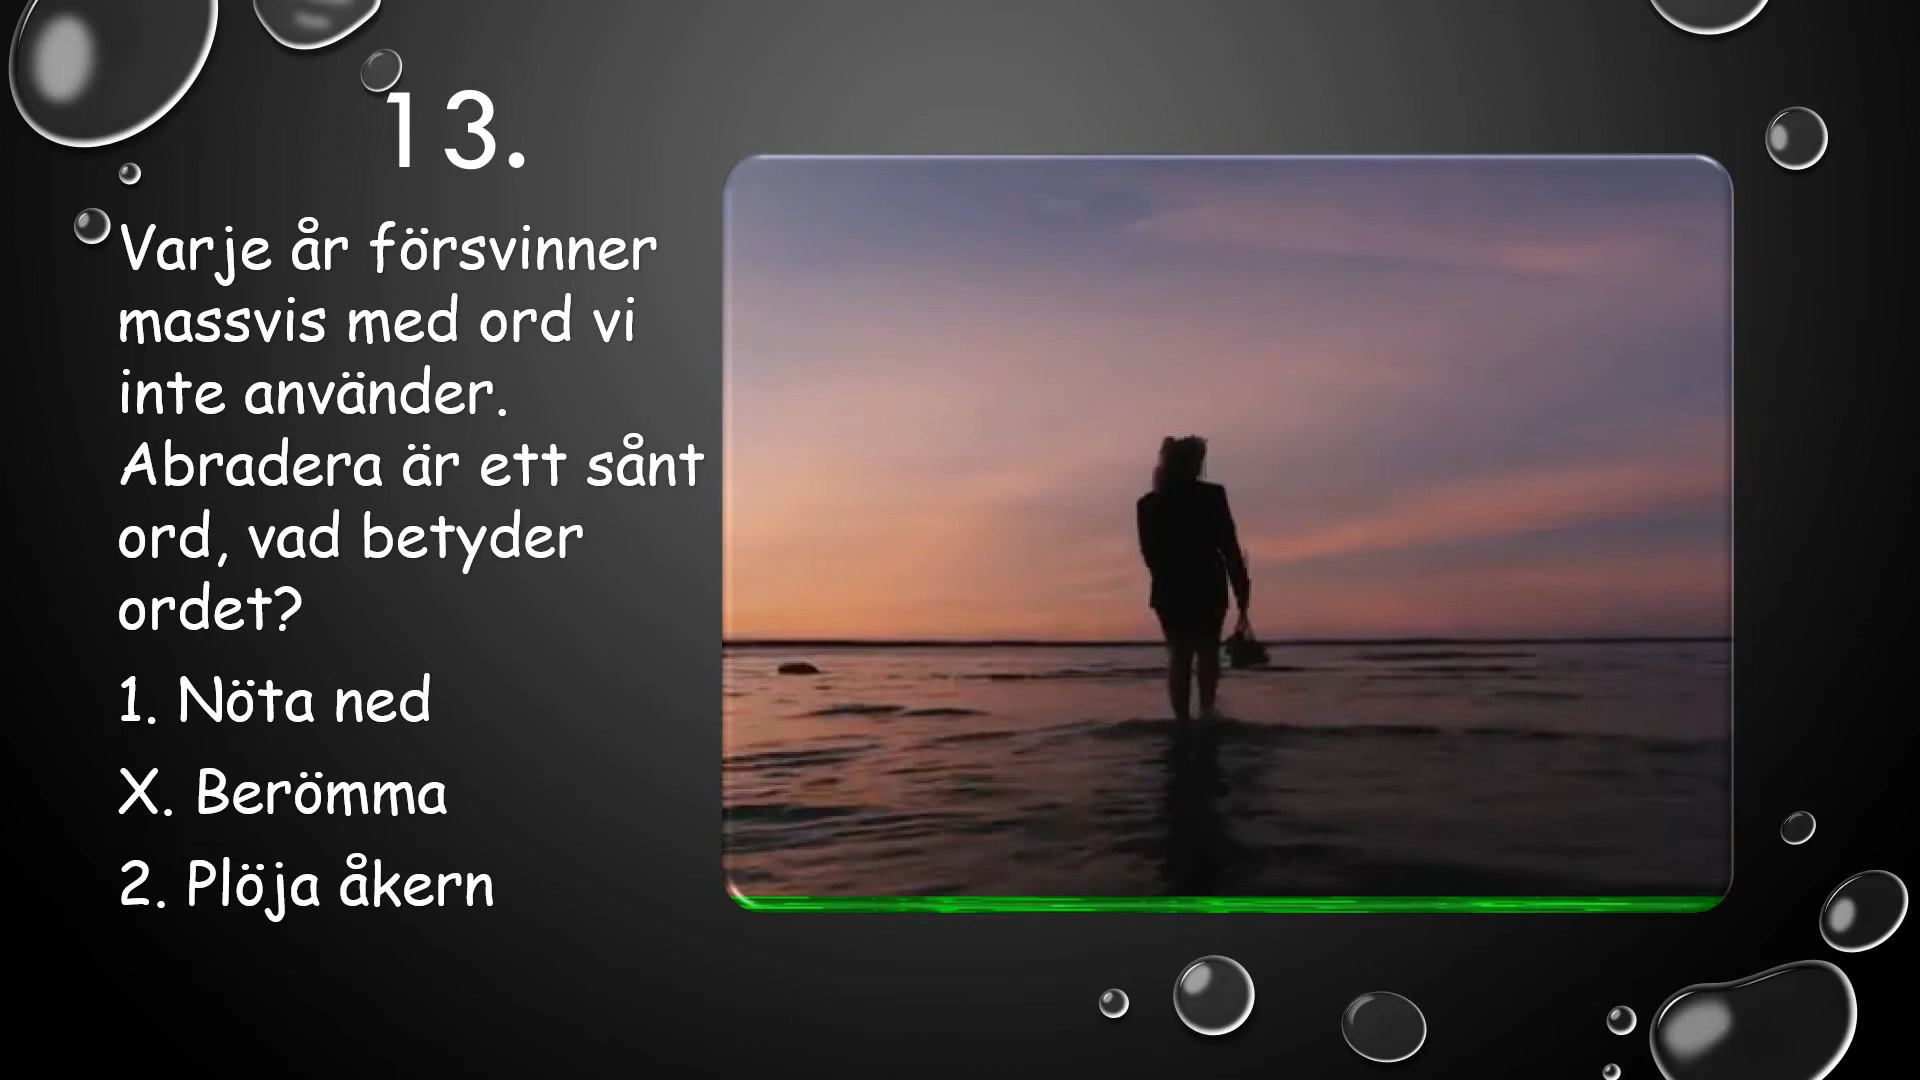 13.
Varje år försvinner
massvis med ord vi
inte använder.
Abradera är ett sånt
ord, vad betyder
ordet?
1. Nöta ned
X. Berömma
2. Plöja åkern